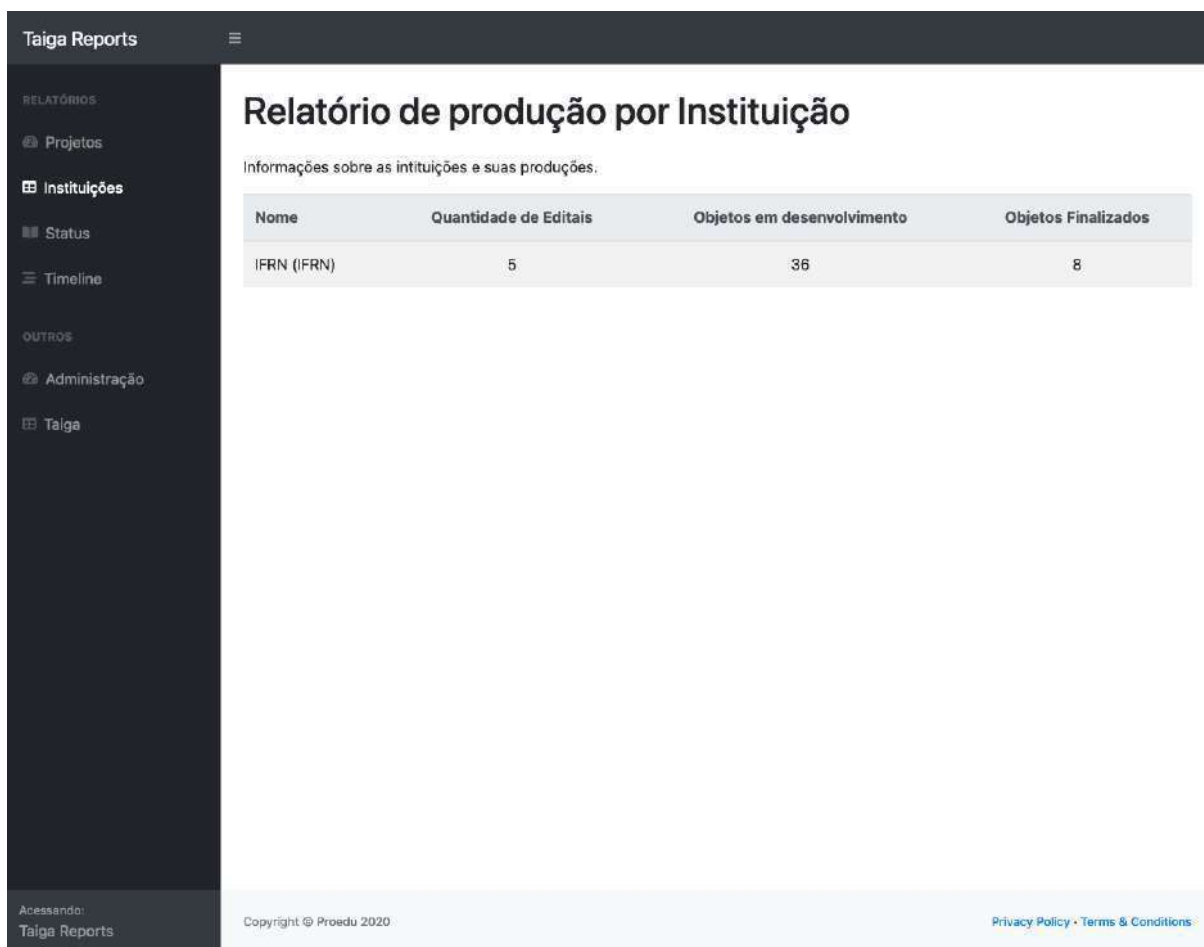 Taiga Reports
RELATÓRIOS
Projetos
Instituições
Status
Timeline
OUTROS
Administração
Taiga
Acessando:
Taiga Reports
Relatório de produção por Instituição
Informações sobre as intituições e suas produções.
Nome Quantidade de Editais Objetos em desenvolvimento Objetos Finalizados
IFRN (IFRN) 5 36 8
Copyright © Proedu 2020 Privacy Policy · Terms & Conditions